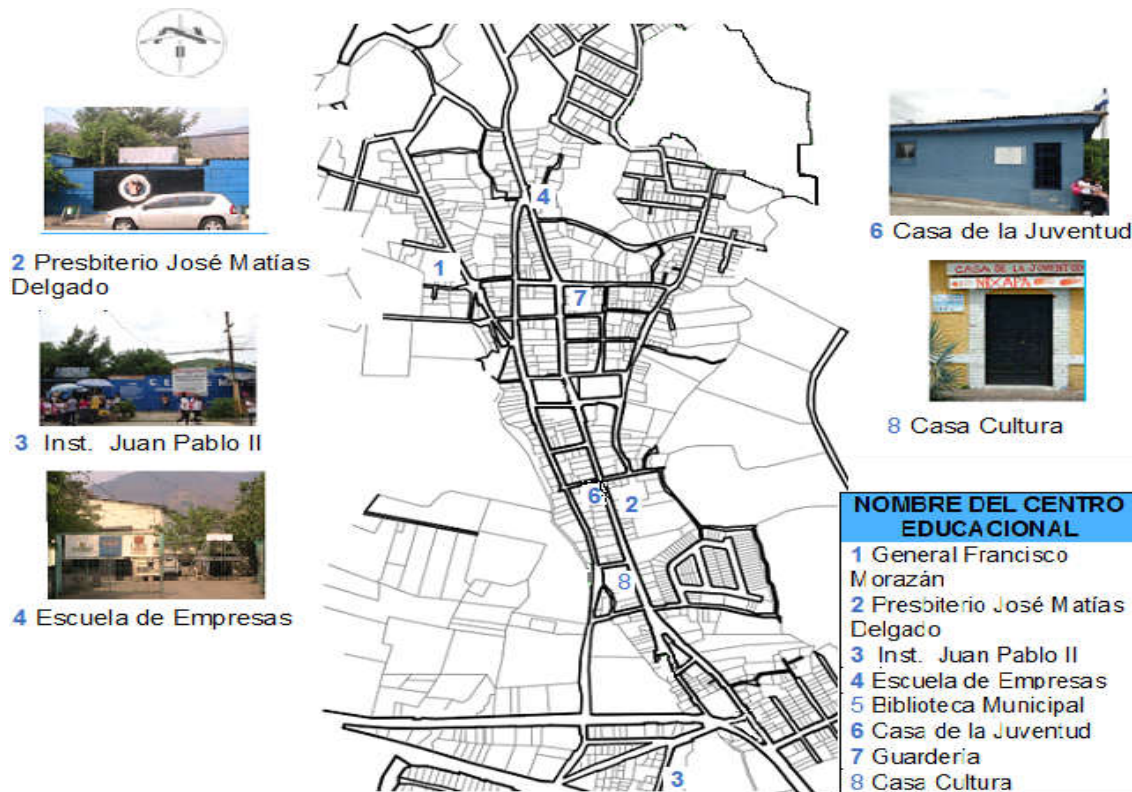 2 Presbiterio José Matías
Delgado
3 Inst. Juan Pablo II
4 Escuela de Empresas
4
1
7
6
2
8
3
6 Casa de la Juventud
CASA DE LA JUVENTUD
NEXAPA
8 Casa Cultura
NOMBRE DEL CENTRO
EDUCACIONAL
1 General Francisco
Morazán
2 Presbiterio José Matías
Delgado
3 Inst. Juan Pablo II
4 Escuela de Empresas
5 Biblioteca Municipal
6 Casa de la Juventud
7 Guardería
8 Casa Cultura